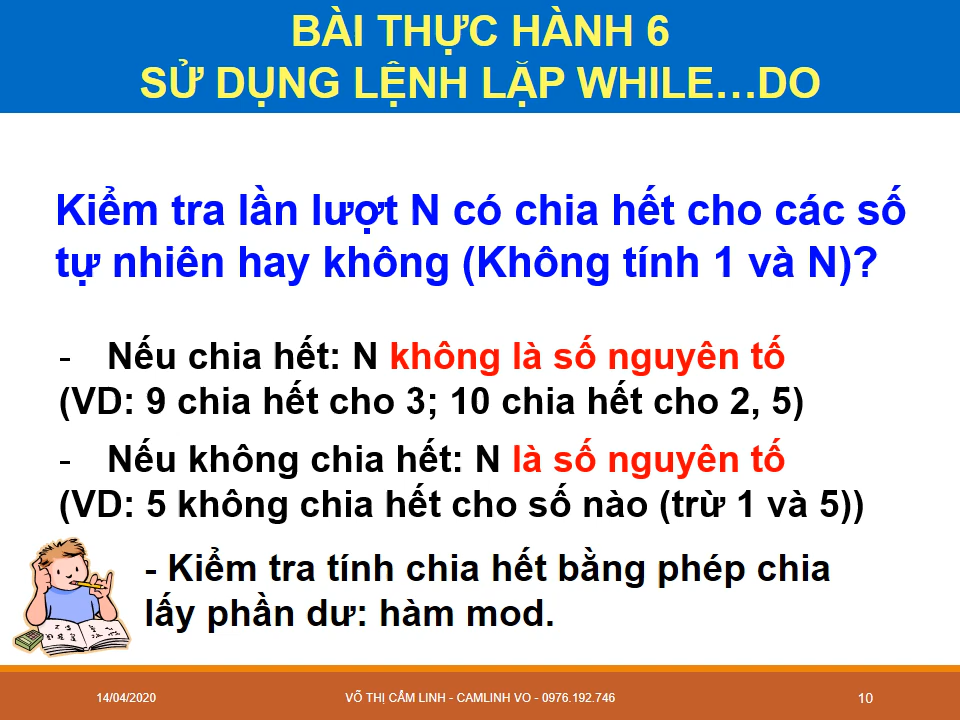 BÀI THỰC HÀNH 6
SỬ DỤNG LỆNH LẶP WHILE...DO
Kiểm tra lần lượt N có chia hết cho các số
tự nhiên hay không (Không tính 1 và N)?
- Nếu chia hết: N không là số nguyên tố
(VD: 9 chia hết cho 3; 10 chia hết cho 2, 5)
- Nếu không chia hết: N là số nguyên tố
(VD: 5 không chia hết cho số nào (trừ 1 và 5))
- Kiểm tra tính chia hết bằng phép chia
lấy phần dư: hàm mod.
14/04/2020 VÕ THỊ CẨM LINH - CAMLINH VO - 0976.192.746 10